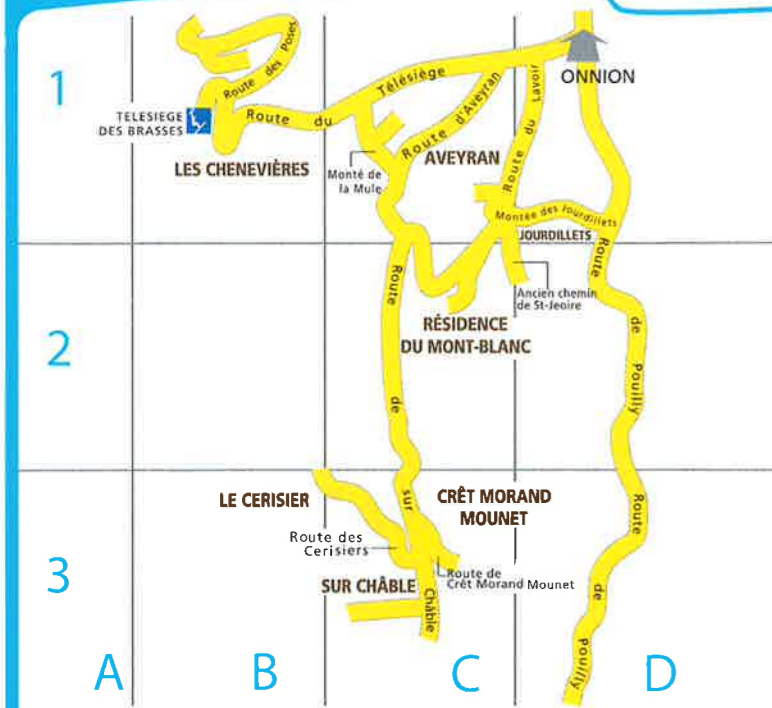 1
Route des Poses
Télésiège
ONNION
TELESIEGE
DES BRASSES
Route du
Route d'Aveyran
Route du Lavoir
LES CHENEVIÈRES
Monté de
la Mule
AVEYRAN
Montée des Jourdillets
JOURDILLETS
Route
Route
Ancien chemin
de St-Jeoire
RÉSIDENCE
DU MONT-BLANC
2
de
de
Pouilly
LE CERISIER
sur
CRÊT MORAND
MOUNET
Route
Route des
Cerisiers
Route de
Crêt Morand Mounet
3
SUR CHÂBLE
Châble
de
Pouilly
A
B
C
D